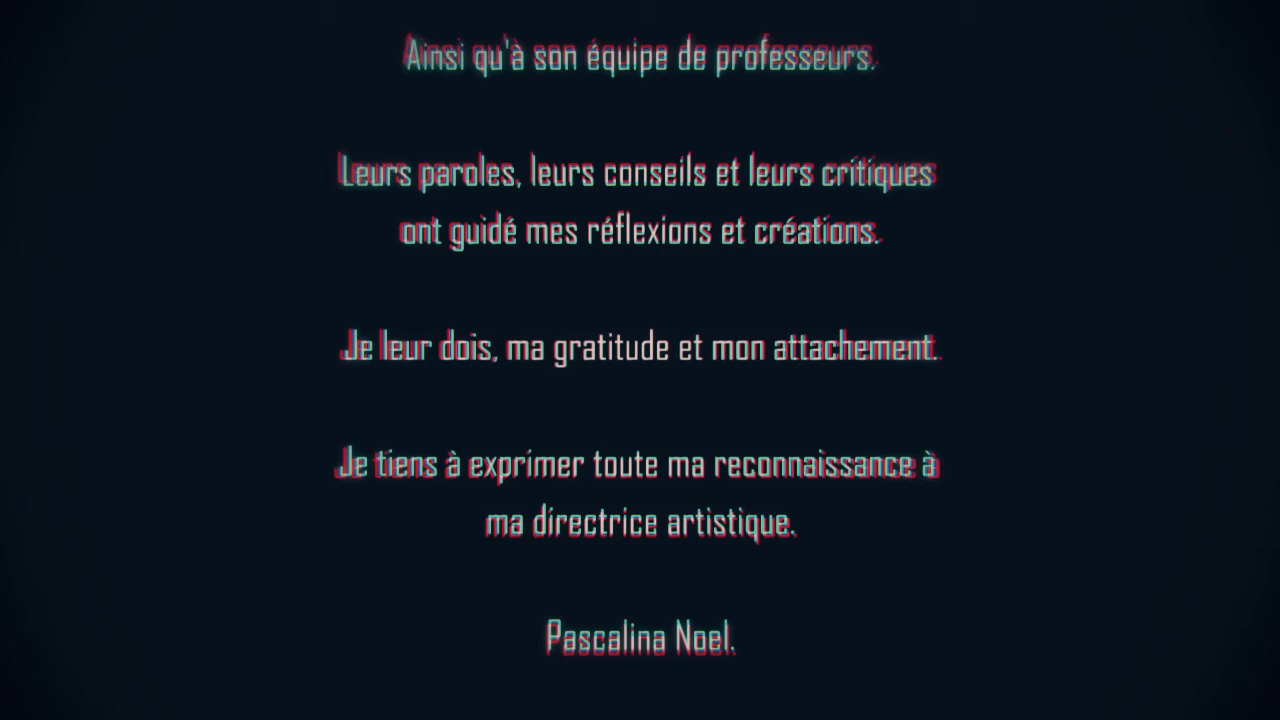 Ainsi qu'à son équipe de professeurs.
Leurs paroles, leurs conseils et leurs critiques
ont guidé mes réflexions et créations.
Je leur dois, ma gratitude et mon attachement.
Je tiens à exprimer toute ma reconnaissance à
ma directrice artistique.
Pascalina Noel.